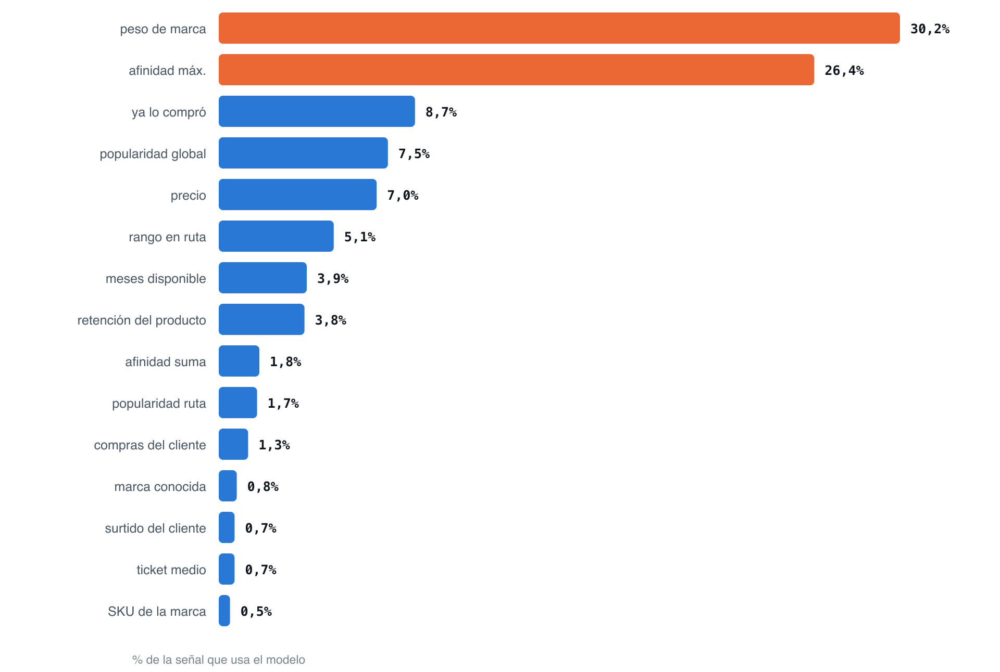 peso de marca 30,2%
afinidad máx. 26,4%
ya lo compró 8,7%
popularidad global 7,5%
precio 7,0%
rango en ruta 5,1%
meses disponible 3,9%
retención del producto 3,8%
afinidad suma 1,8%
popularidad ruta 1,7%
compras del cliente 1,3%
marca conocida 0,8%
surtido del cliente 0,7%
ticket medio 0,7%
SKU de la marca 0,5%
% de la señal que usa el modelo